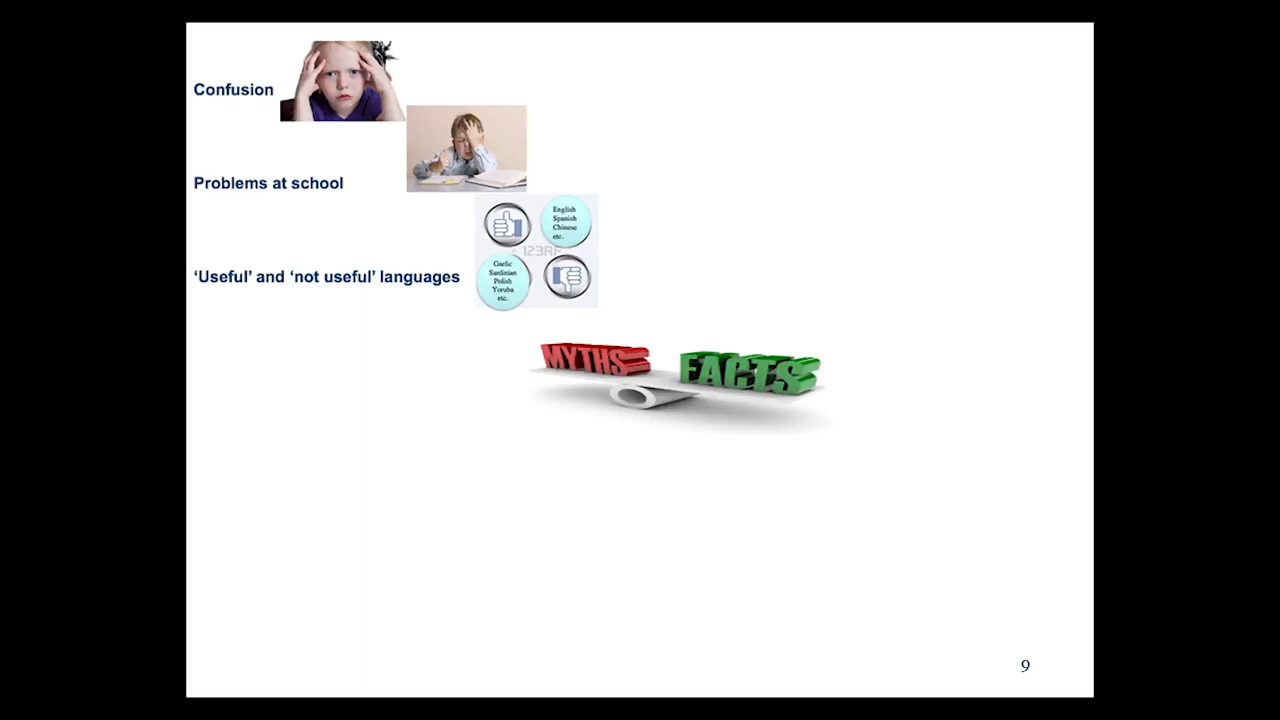 Confusion
Problems at school
English
Spanish
Chinese
etc.
123RF
‘Useful’ and ‘not useful’ languages
Gaelic
Sardinian
Polish
Yoruba
etc.
MYTHS
FACTS
9